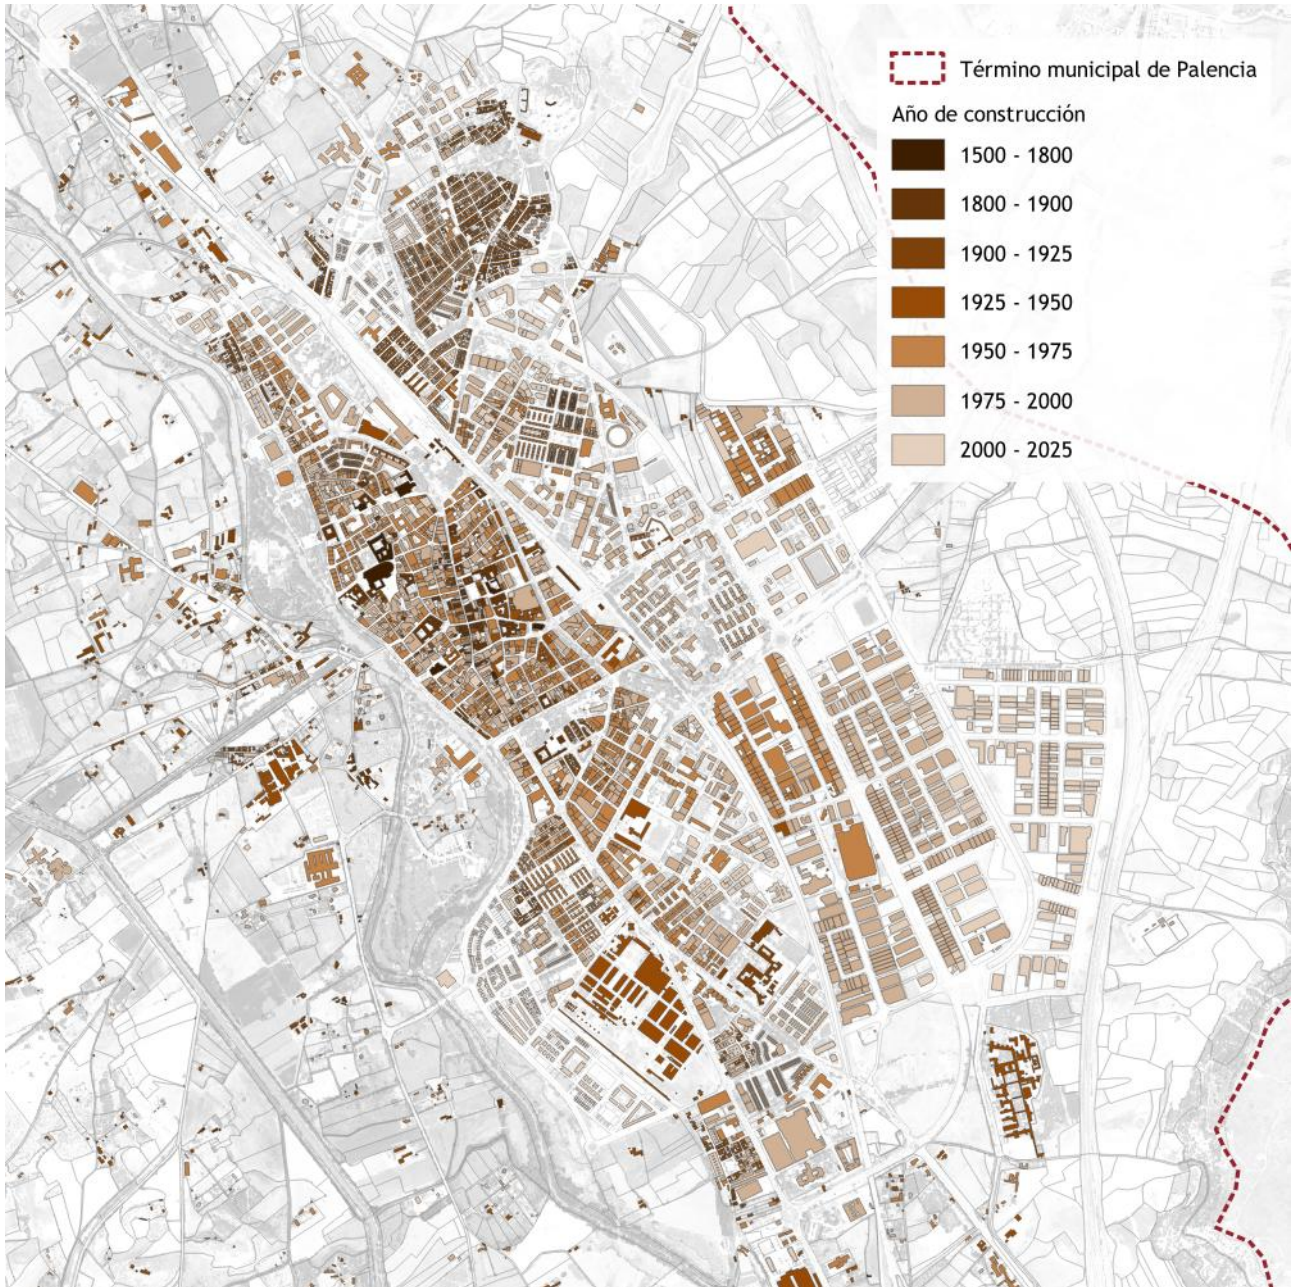 Término municipal de Palencia
Año de construcción
1500 - 1800
1800 - 1900
1900 - 1925
1925 - 1950
1950 - 1975
1975 - 2000
2000 - 2025